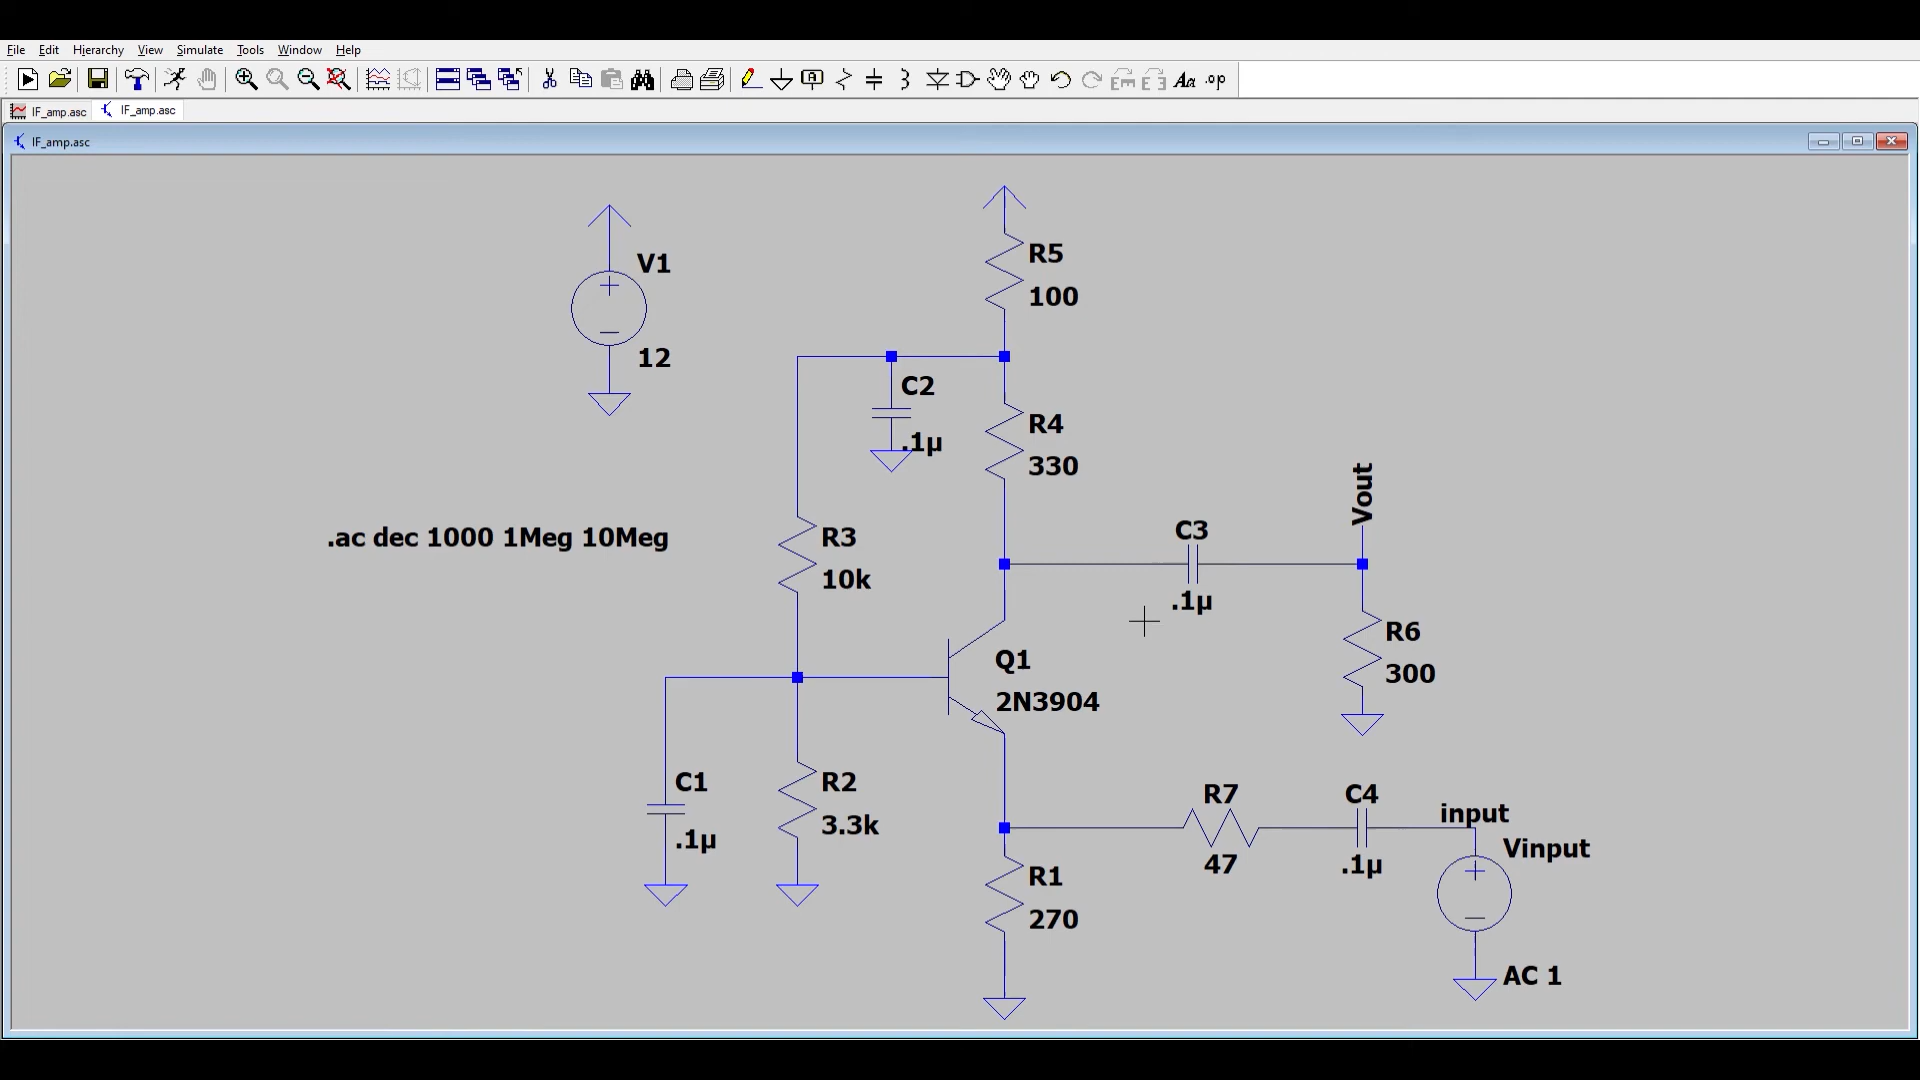 File Edit Hierarchy View Simulate Tools Window Help
A Aa .op
IF_amp.asc IF_amp.asc
IF_amp.asc
V1
12
R5
100
C2
.1µ
R4
330
Vout
C3
.1µ
.ac dec 1000 1Meg 10Meg
R3
10k
R6
300
Q1
2N3904
C1
.1µ
R2
3.3k
R7
47
C4
.1µ
input
Vinput
R1
270
AC 1